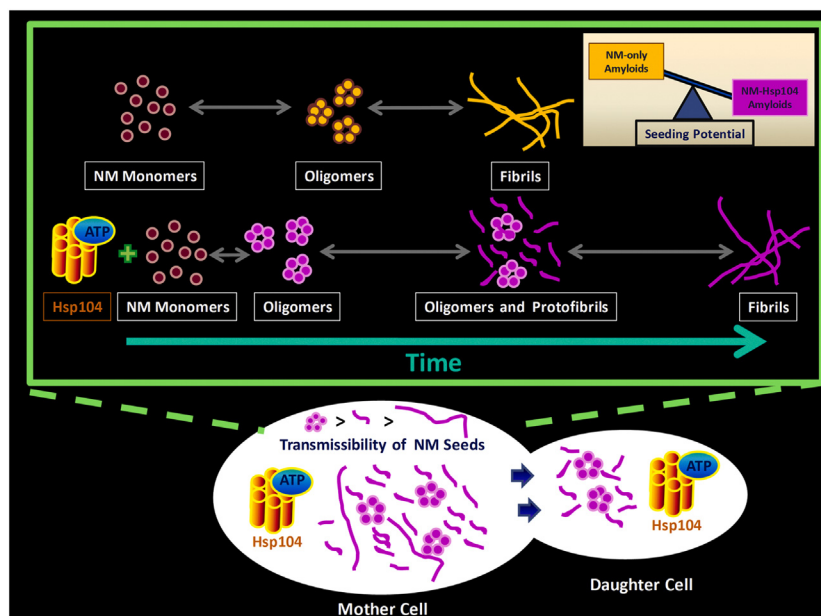 NM-only
Amyloids
NM-Hsp104
Amyloids
Seeding Potential
NM Monomers
Oligomers
Fibrils
ATP
+
Hsp104
NM Monomers
Oligomers
Oligomers and Protofibrils
Fibrils
Time
> >
Transmissibility of NM Seeds
ATP
Hsp104
ATP
Hsp104
Daughter Cell
Mother Cell